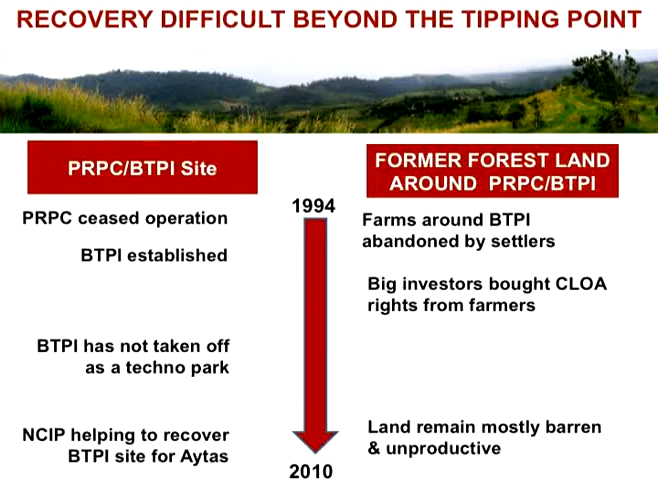 RECOVERY DIFFICULT BEYOND THE TIPPING POINT
PRPC/BTPI Site
PRPC ceased operation
BTPI established
BTPI has not taken off
as a techno park
NCIP helping to recover
BTPI site for Aytas
1994
2010
FORMER FOREST LAND
AROUND PRPC/BTPI
Farms around BTPI
abandoned by settlers
Big investors bought CLOA
rights from farmers
Land remain mostly barren
& unproductive